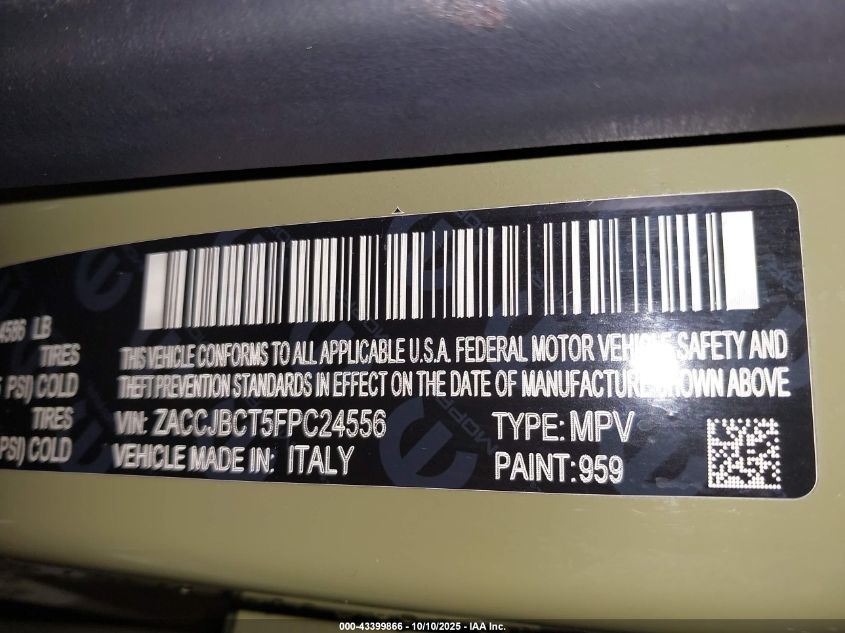 4586 LB
TIRES
PSI) COLD
TIRES
PSI) COLD
THIS VEHICLE CONFORMS TO ALL APPLICABLE U.S.A. FEDERAL MOTOR VEHICLE SAFETY AND
THEFT PREVENTION STANDARDS IN EFFECT ON THE DATE OF MANUFACTURE SHOWN ABOVE
VIN: ZACCJBCT5FPC24556 TYPE: MPV
VEHICLE MADE IN: ITALY PAINT: 959
000-43399866 - 10/10/2025 - IAA Inc.